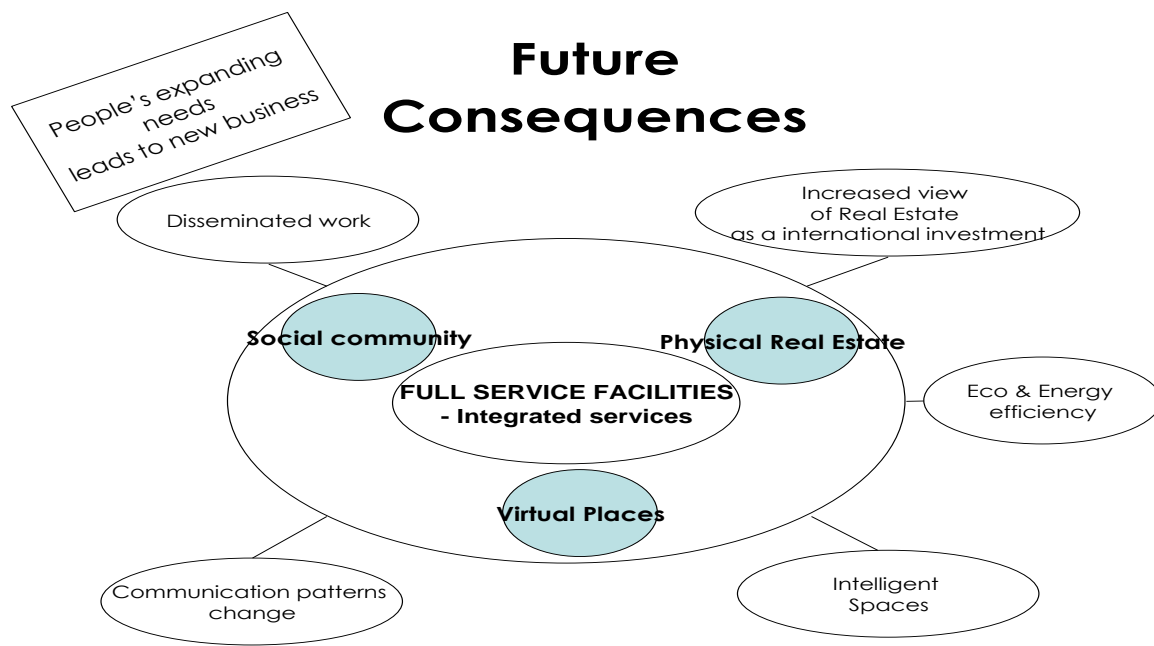 People's expanding
needs
leads to new business
Future
Consequences
Disseminated work
Increased view
of Real Estate
as a international investment
Social community
Physical Real Estate
FULL SERVICE FACILITIES
- Integrated services
Eco & Energy
efficiency
Virtual Places
Communication patterns
change
Intelligent
Spaces